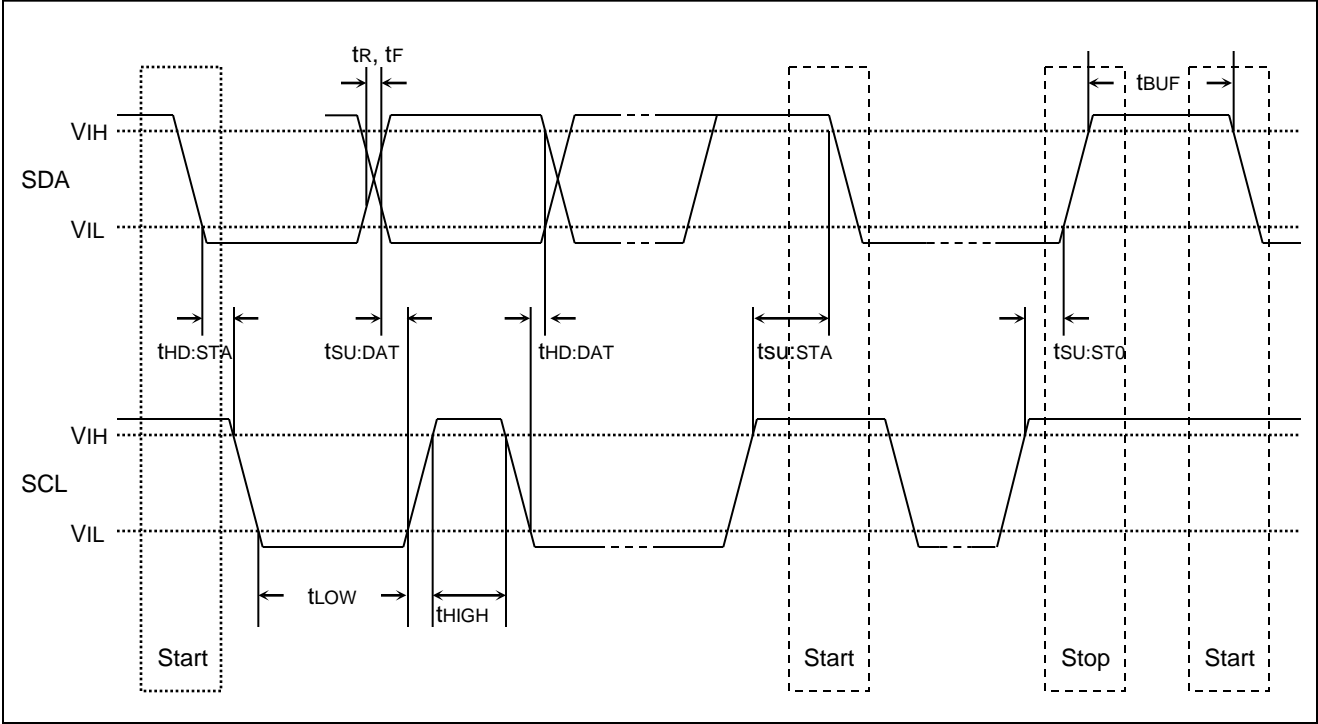 tR, tF
tBUF
VIH
SDA
VIL
tHD:STA
tSU:DAT
tHD:DAT
tsu:STA
tSU:ST0
VIH
SCL
VIL
tLOW
tHIGH
Start
Start
Stop
Start